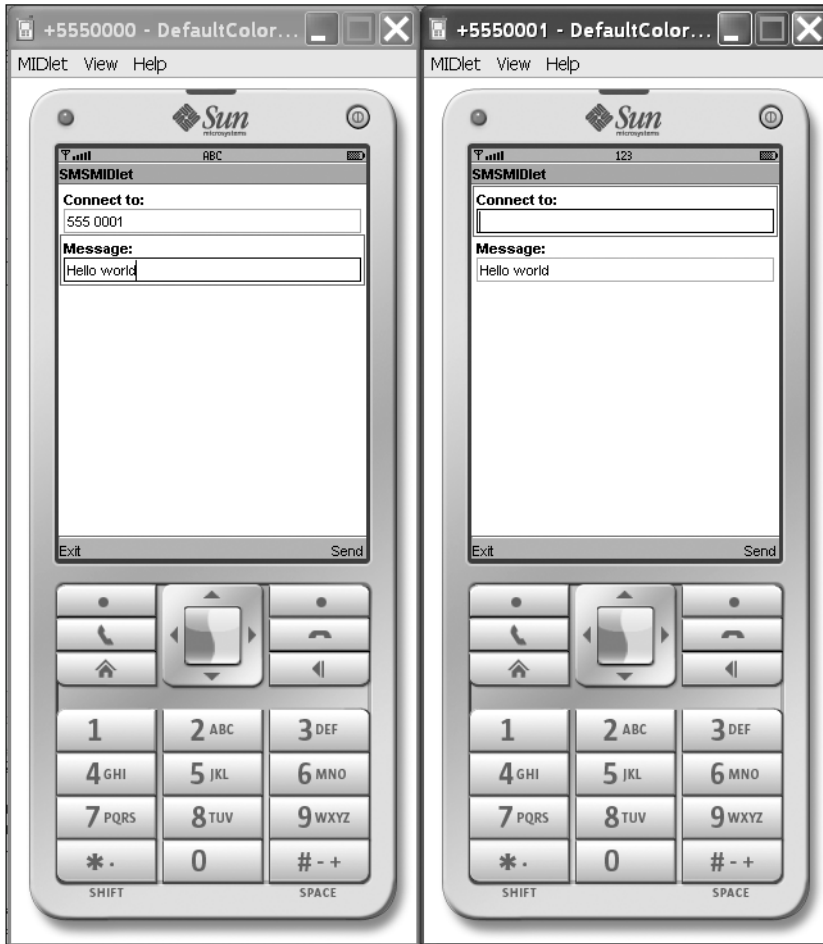 +5550000 - DefaultColor...
MIDlet View Help
Sun
microsystems
ABC
SMSMIDlet
Connect to:
555 0001
Message:
Hello world
Exit Send
1 2 ABC 3 DEF
4 GHI 5 JKL 6 MNO
7 PQRS 8 TUV 9 WXYZ
* . 0 # - +
SHIFT SPACE
+5550001 - DefaultColor...
MIDlet View Help
Sun
microsystems
123
SMSMIDlet
Connect to:
Message:
Hello world
Exit Send
1 2 ABC 3 DEF
4 GHI 5 JKL 6 MNO
7 PQRS 8 TUV 9 WXYZ
* . 0 # - +
SHIFT SPACE